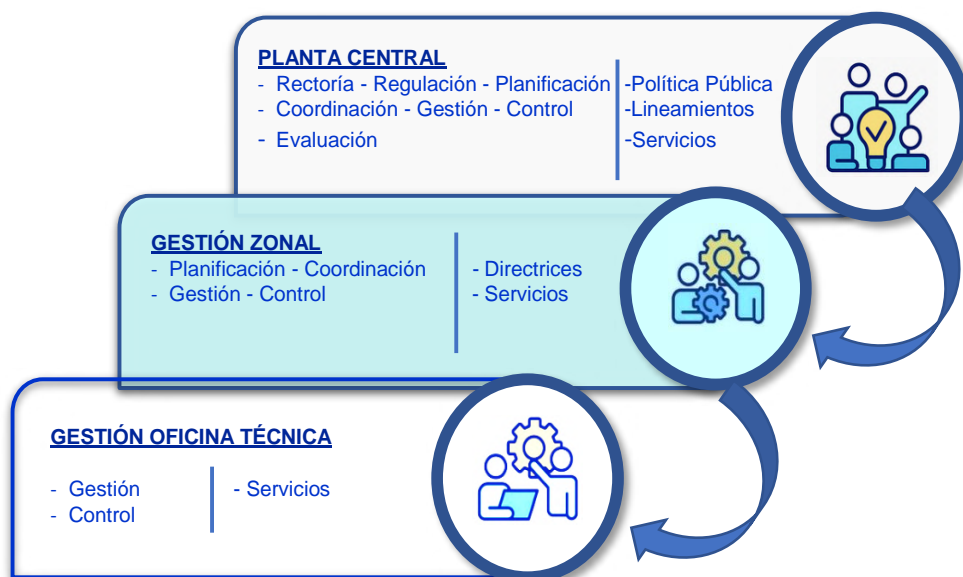 PLANTA CENTRAL
- Rectoría - Regulación - Planificación
- Coordinación - Gestión - Control
- Evaluación
-Política Pública
-Lineamientos
-Servicios
GESTIÓN ZONAL
- Planificación - Coordinación
- Gestión - Control
- Directrices
- Servicios
GESTIÓN OFICINA TÉCNICA
- Gestión
- Control
- Servicios